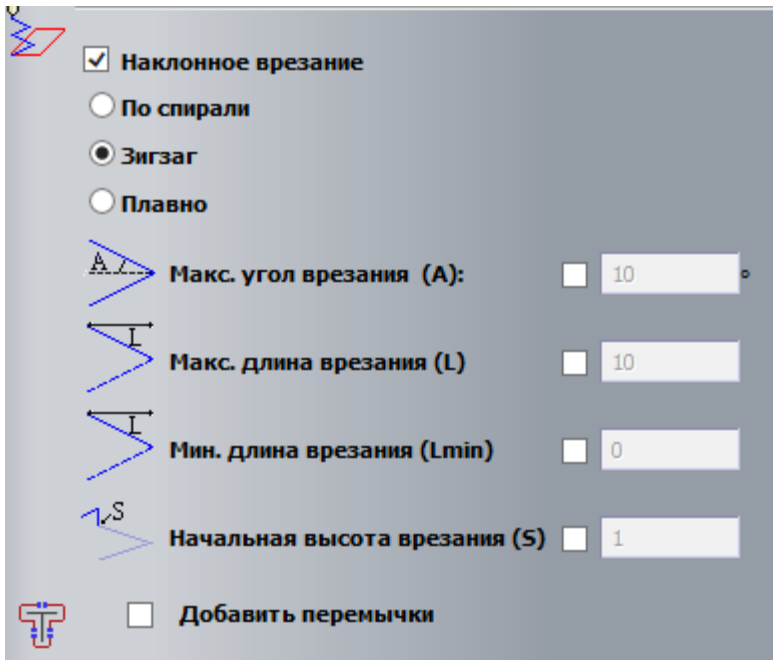 Наклонное врезание
По спирали
Зигзаг
Плавно
A Макс. угол врезания (A): 10 °
L Макс. длина врезания (L) 10
L Мин. длина врезания (Lmin) 0
S Начальная высота врезания (S) 1
Добавить перемычки